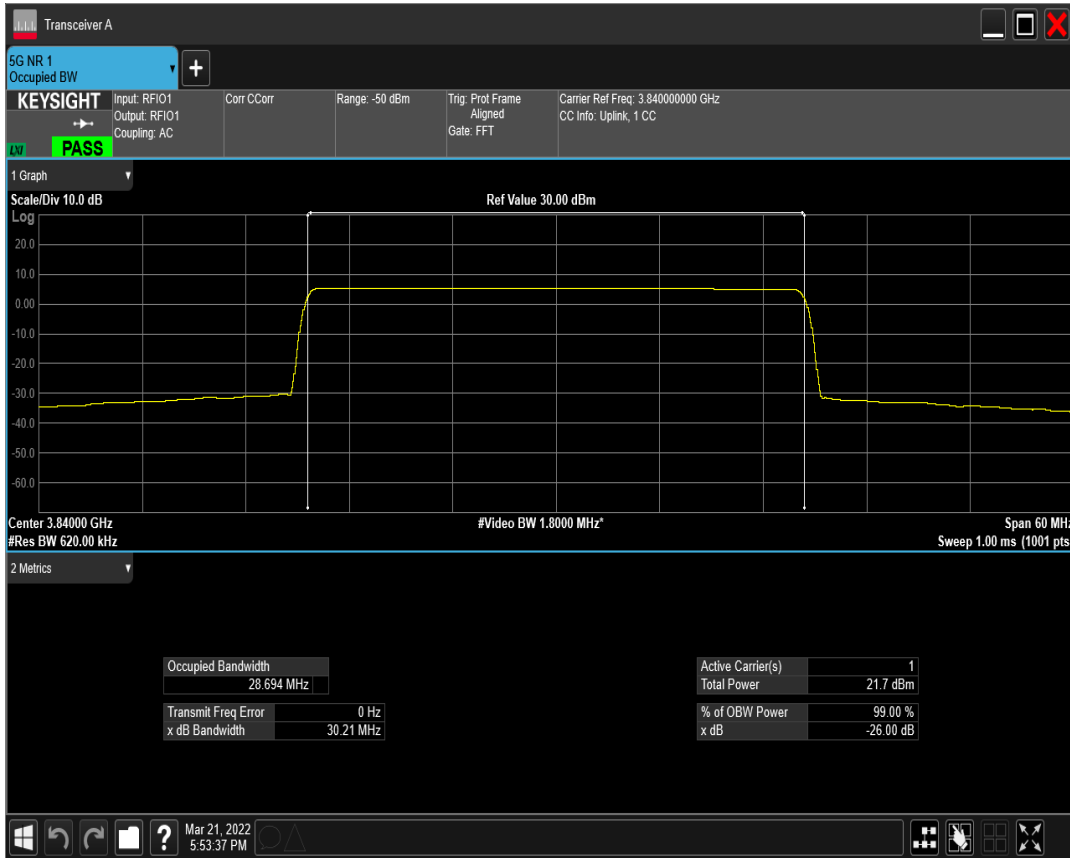 Transceiver A
5G NR 1
Occupied BW
+
KEYSIGHT
LXI
PASS
Input: RFIO1
Output: RFIO1
Coupling: AC
Corr CCorr
Range: -50 dBm
Trig: Prot Frame
Aligned
Gate: FFT
Carrier Ref Freq: 3.840000000 GHz
CC Info: Uplink, 1 CC
1 Graph
Scale/Div 10.0 dB
Ref Value 30.00 dBm
Log
20.0
10.0
0.00
-10.0
-20.0
-30.0
-40.0
-50.0
-60.0
Center 3.84000 GHz
#Video BW 1.8000 MHz*
Span 60 MHz
#Res BW 620.00 kHz
Sweep 1.00 ms (1001 pts
2 Metrics
Occupied Bandwidth
28.694 MHz
Transmit Freq Error 0 Hz
x dB Bandwidth 30.21 MHz
Active Carrier(s) 1
Total Power 21.7 dBm
% of OBW Power 99.00 %
x dB -26.00 dB
?
Mar 21, 2022
5:53:37 PM